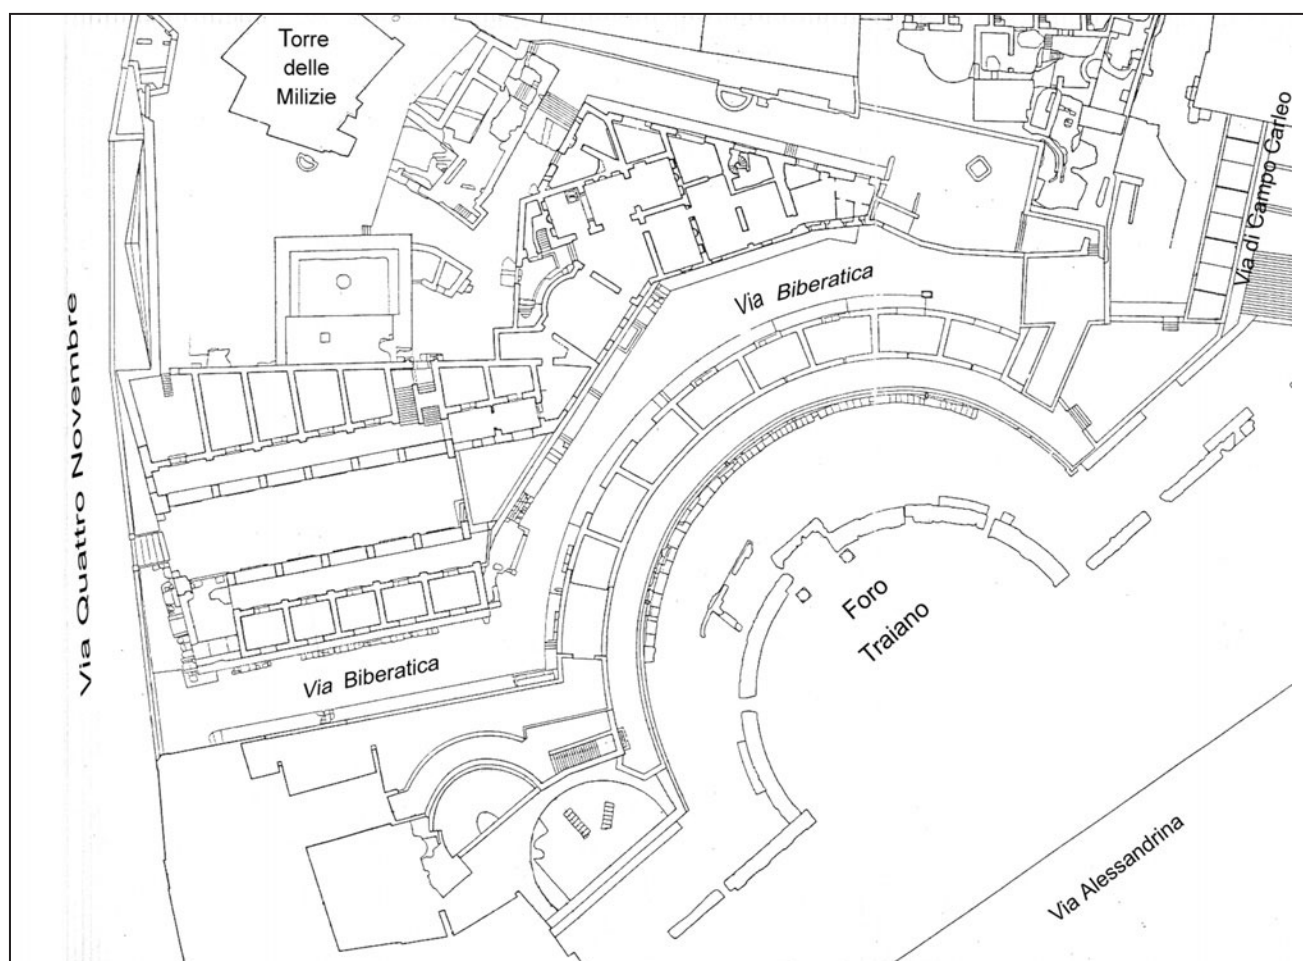 Torre
delle
Milizie
Via di Campo Carleo
Via Biberatica
Via Quattro Novembre
Foro
Traiano
Via Biberatica
Via Alessandrina